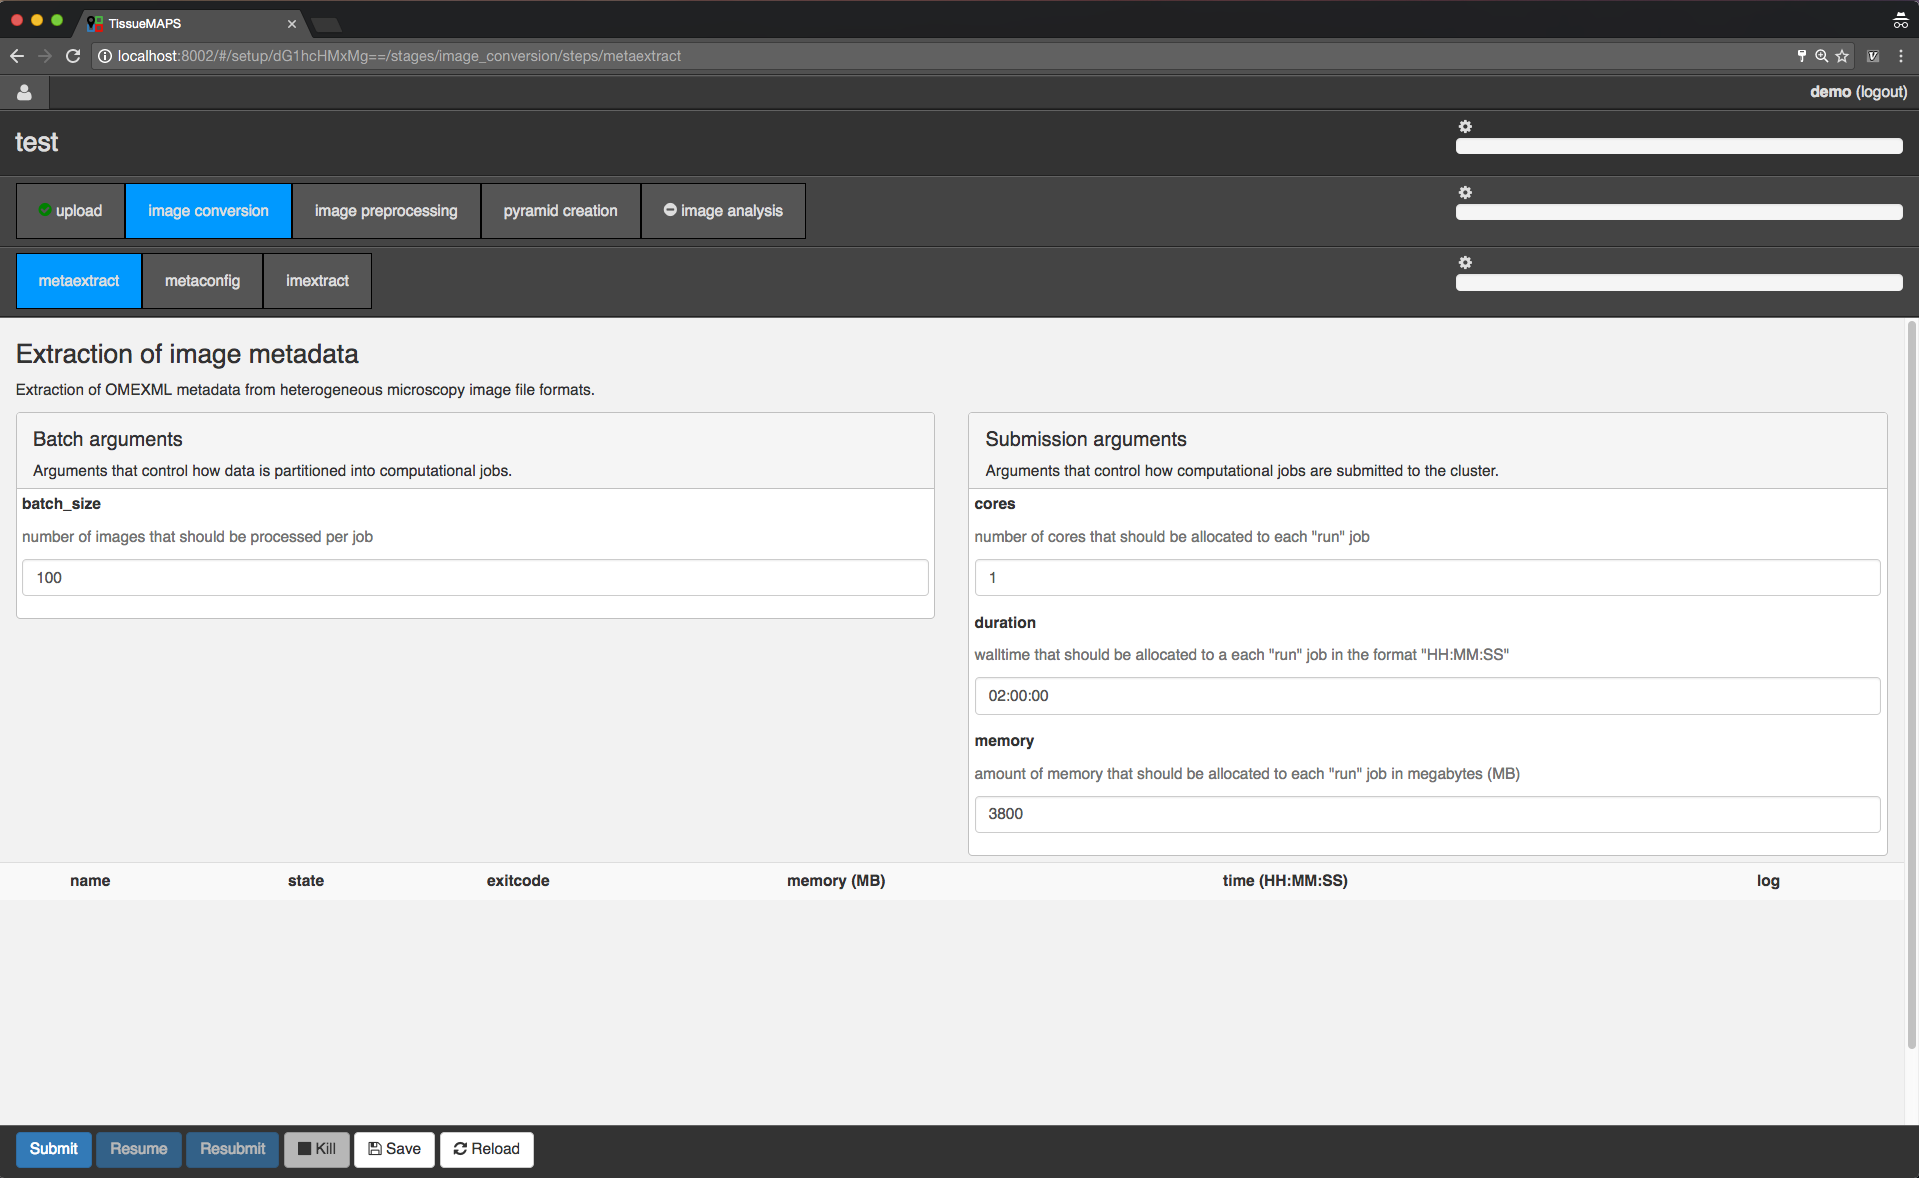 TissueMAPS
localhost:8002/#/setup/dG1hcHMxMg==/stages/image_conversion/steps/metaextract
demo (logout)
test
upload image conversion image preprocessing pyramid creation image analysis
metaextract metaconfig imextract
Extraction of image metadata
Extraction of OMEXML metadata from heterogeneous microscopy image file formats.
Batch arguments
Arguments that control how data is partitioned into computational jobs.
batch_size
number of images that should be processed per job
100
Submission arguments
Arguments that control how computational jobs are submitted to the cluster.
cores
number of cores that should be allocated to each "run" job
1
duration
walltime that should be allocated to a each "run" job in the format "HH:MM:SS"
02:00:00
memory
amount of memory that should be allocated to each "run" job in megabytes (MB)
3800
name state exitcode memory (MB) time (HH:MM:SS) log
Submit Resume Resubmit Kill Save Reload